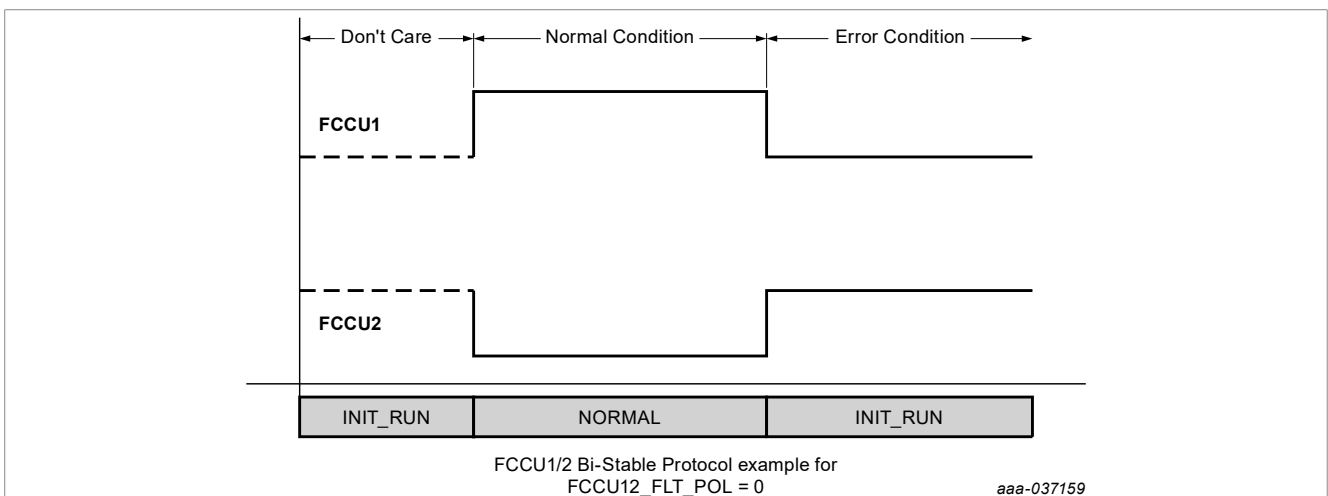 Don't Care
Normal Condition
Error Condition
FCCU1
FCCU2
INIT_RUN
NORMAL
INIT_RUN
FCCU1/2 Bi-Stable Protocol example for
FCCU12_FLT_POL = 0
aaa-037159